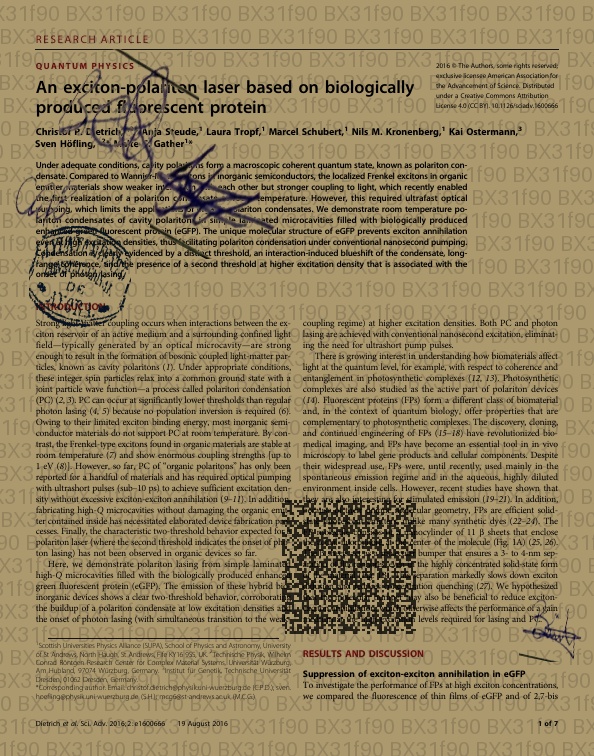 BX31f90 BX31f90 BX31f90 BX31f90 BX31f90
RESEARCH ARTICLE
QUANTUM PHYSICS
2016 © The Authors, some rights reserved;
exclusive licensee American Association for
the Advancement of Science. Distributed
under a Creative Commons Attribution
License 4.0 (CC BY). 10.1126/sciadv.1600666
An exciton-polariton laser based on biologically
produced fluorescent protein
Christof P. Dietrich, Anja Steude,¹ Laura Tropf,¹ Marcel Schubert,¹ Nils M. Kronenberg,¹ Kai Ostermann,³
Sven Höfling, Gather¹*
Under adequate conditions, cavity polaritons form a macroscopic coherent quantum state, known as polariton con-
densate. Compared to Wannier-Mott in inorganic semiconductors, the localized Frenkel excitons in organic
emitter materials show weaker each other but stronger coupling to light, which recently enabled
the first realization of a polariton temperature. However, this required ultrafast optical
pumping, which limits the polariton condensates. We demonstrate room temperature po-
lariton condensates of cavity polaritons laminated microcavities filled with biologically produced
enhanced green fluorescent protein (eGFP). The unique molecular structure of eGFP prevents exciton annihilation
even at high excitation densities, thus facilitating polariton condensation under conventional nanosecond pumping.
Condensation is clearly evidenced by a distinct threshold, an interaction-induced blueshift of the condensate, long-
range coherence, and the presence of a second threshold at higher excitation density that is associated with the
onset of photon lasing.
INTRODUCTION
Strong light-matter coupling occurs when interactions between the ex-
citon reservoir of an active medium and a surrounding confined light
field—typically generated by an optical microcavity—are strong
enough to result in the formation of bosonic coupled light-matter par-
ticles, known as cavity polaritons (1). Under appropriate conditions,
these integer spin particles relax into a common ground state with a
joint particle wave function—a process called polariton condensation
(PC) (2, 3). PC can occur at significantly lower thresholds than regular
photon lasing (4, 5) because no population inversion is required (6).
Owing to their limited exciton binding energy, most inorganic semi-
conductor materials do not support PC at room temperature. By con-
trast, the Frenkel-type excitons found in organic materials are stable at
room temperature (7) and show enormous coupling strengths [up to
1 eV (8)]. However, so far, PC of "organic polaritons" has only been
reported for a handful of materials and has required optical pumping
with ultrashort pulses (sub–10 ps) to achieve sufficient excitation den-
sity without excessive exciton-exciton annihilation (9–11). In addition,
fabricating high-Q microcavities without damaging the organic emit-
ter contained inside has necessitated elaborated device fabrication pro-
cesses. Finally, the characteristic two-threshold behavior expected for
polariton laser (where the second threshold indicates the onset of pho-
ton lasing) has not been observed in organic devices so far.
Here, we demonstrate polariton lasing from simple laminated
high-Q microcavities filled with the biologically produced enhanced
green fluorescent protein (eGFP). The emission of these hybrid
inorganic devices shows a clear two-threshold behavior, corroborating
the buildup of a polariton condensate at low excitation densities and
the onset of photon lasing (with simultaneous transition to the weak
¹Scottish Universities Physics Alliance (SUPA), School of Physics and Astronomy, University
of St Andrews, North Haugh, St Andrews, Fife KY16 9SS, UK. ²Technische Physik, Wilhelm
Conrad Röntgen Research Center for Complex Material Systems, Universität Würzburg,
Am Hubland, 97074 Würzburg, Germany. ³Institut für Genetik, Technische Universität
Dresden, 01062 Dresden, Germany.
*Corresponding author. Email: christof.dietrich@physik.uni-wuerzburg.de (C.P.D.); sven.
hoefling@physik.uni-wuerzburg.de (S.H.); mcg6@st-andrews.ac.uk (M.C.G.)
coupling regime) at higher excitation densities. Both PC and photon
lasing are achieved with conventional nanosecond excitation, eliminat-
ing the need for ultrashort pump pulses.
There is growing interest in understanding how biomaterials affect
light at the quantum level, for example, with respect to coherence and
entanglement in photosynthetic complexes (12, 13). Photosynthetic
complexes are also studied as the active part of polariton devices
(14). Fluorescent proteins (FPs) form a different class of biomaterial
and, in the context of quantum biology, offer properties that are
complementary to photosynthetic complexes. The discovery, cloning,
and continued engineering of FPs (15–18) have revolutionized bio-
medical imaging, and FPs have become an essential tool in in vivo
microscopy to label gene products and cellular components. Despite
their widespread use, FPs were, until recently, used mainly in the
spontaneous emission regime and in the aqueous, highly diluted
environment inside cells. However, recent studies have shown that
they are also interesting for stimulated emission (19–21). In addition,
molecular geometry, FPs are efficient solid-
unlike many synthetic dyes (22–24). The
nanocylinder of 11 β sheets that enclose
center of the molecule (Fig. 1A) (25, 26).
bumper that ensures a 3- to 4-nm sep-
the highly concentrated solid-state form
separation markedly slows down exciton
quenching (27). We hypothesized
may also be beneficial to reduce exciton-
otherwise affects the performance of a gain
levels required for lasing and PC.
RESULTS AND DISCUSSION
Suppression of exciton-exciton annihilation in eGFP
To investigate the performance of FPs at high exciton concentrations,
we compared the fluorescence of thin films of eGFP and of 2,7-bis
Dietrich et al. Sci. Adv. 2016;2:e1600666 19 August 2016
1 of 7